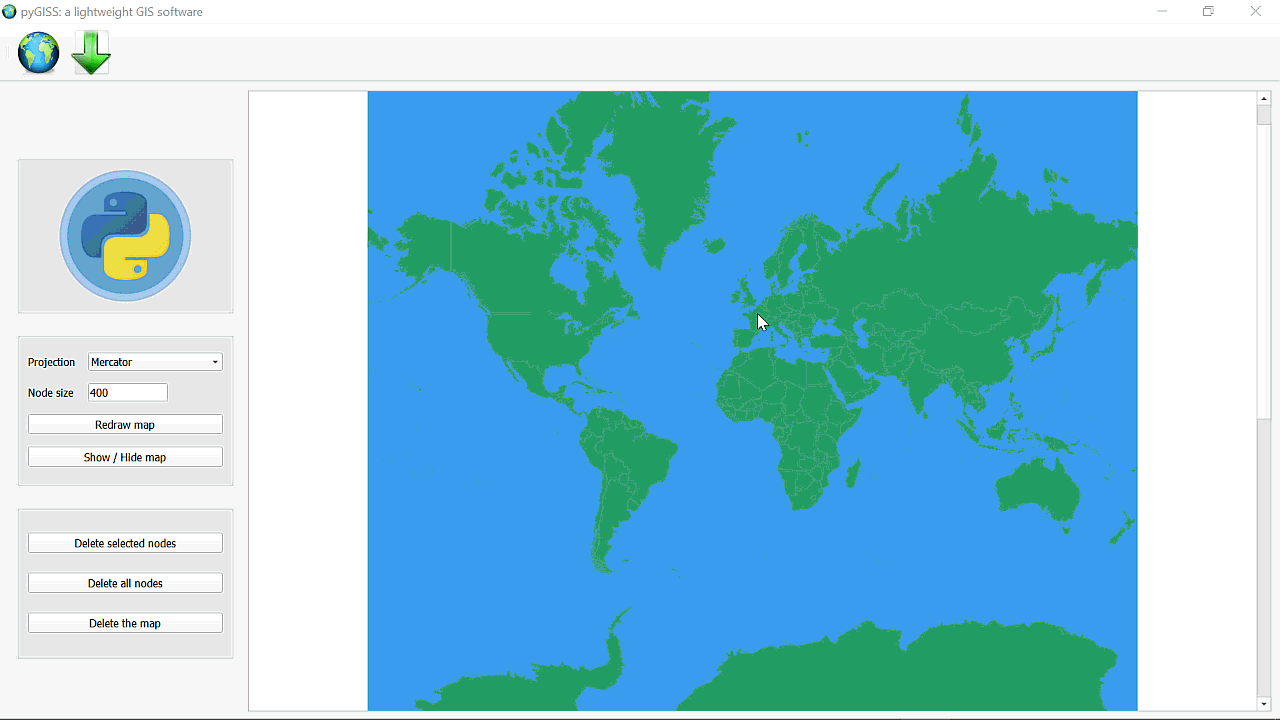 pyGISS: a lightweight GIS software
Projection
Mercator
Node size
400
Redraw map
Show / Hide map
Delete selected nodes
Delete all nodes
Delete the map